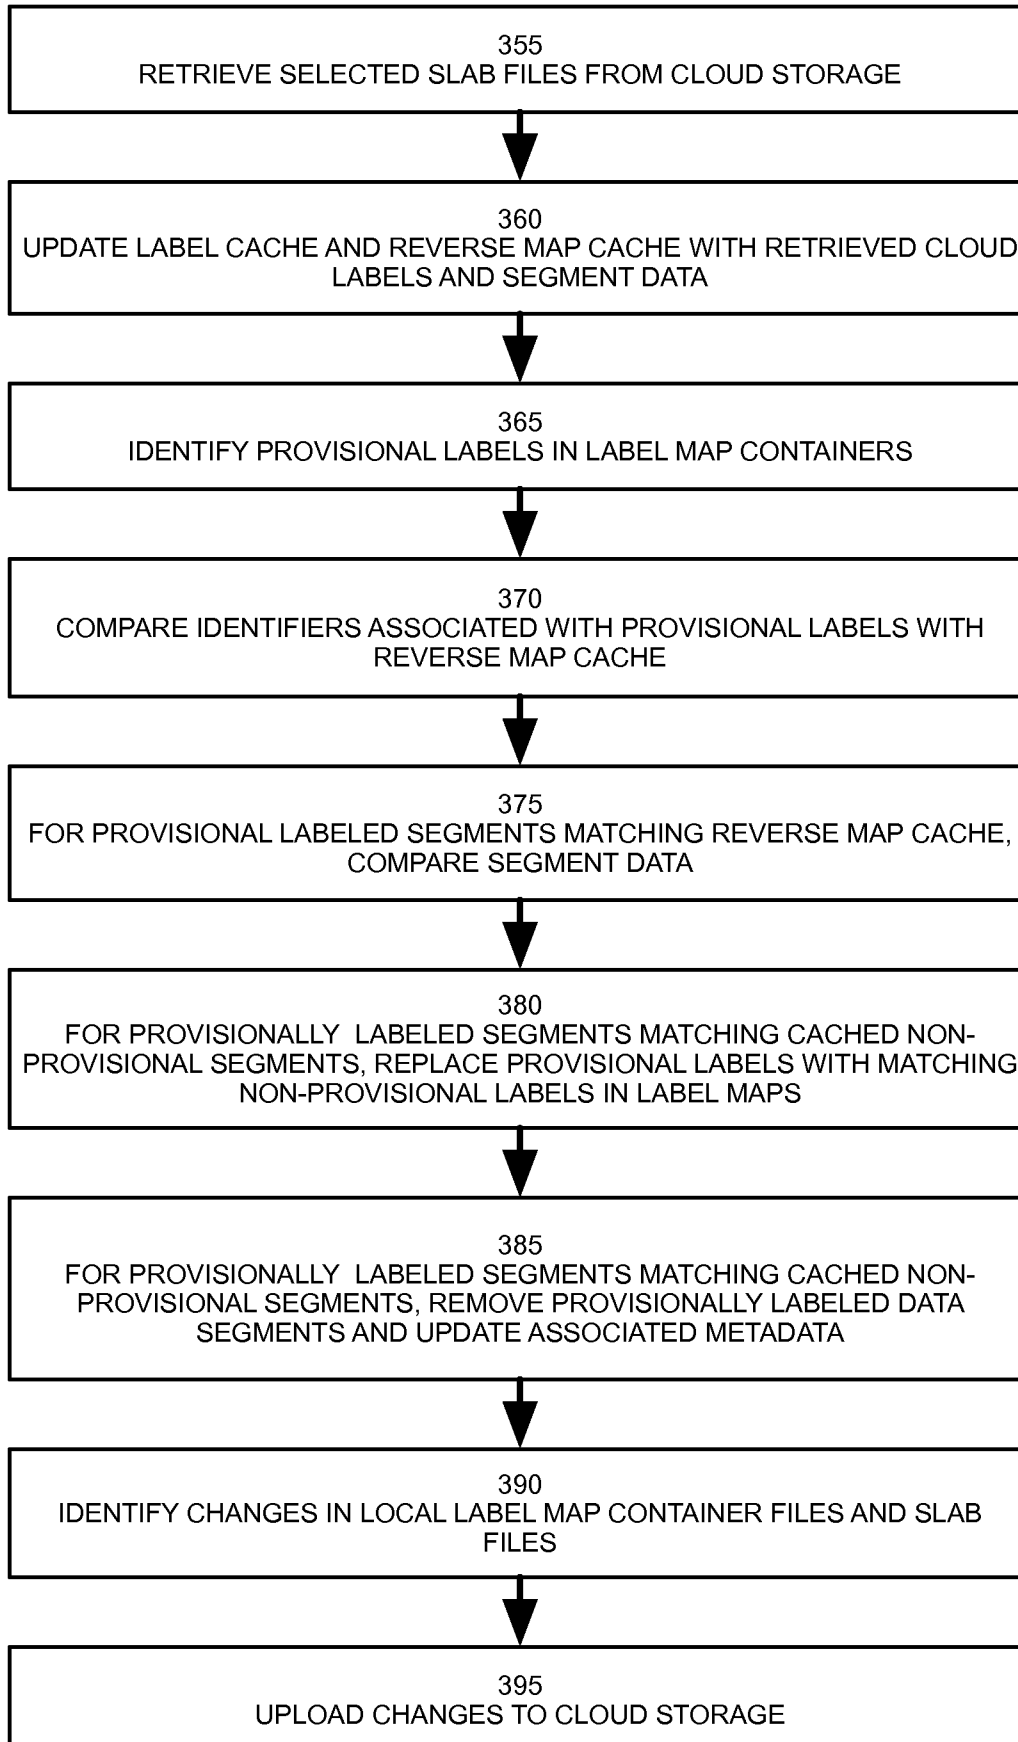 355
RETRIEVE SELECTED SLAB FILES FROM CLOUD STORAGE
360
UPDATE LABEL CACHE AND REVERSE MAP CACHE WITH RETRIEVED CLOUD
LABELS AND SEGMENT DATA
365
IDENTIFY PROVISIONAL LABELS IN LABEL MAP CONTAINERS
370
COMPARE IDENTIFIERS ASSOCIATED WITH PROVISIONAL LABELS WITH
REVERSE MAP CACHE
375
FOR PROVISIONAL LABELED SEGMENTS MATCHING REVERSE MAP CACHE,
COMPARE SEGMENT DATA
380
FOR PROVISIONALLY LABELED SEGMENTS MATCHING CACHED NON-
PROVISIONAL SEGMENTS, REPLACE PROVISIONAL LABELS WITH MATCHING
NON-PROVISIONAL LABELS IN LABEL MAPS
385
FOR PROVISIONALLY LABELED SEGMENTS MATCHING CACHED NON-
PROVISIONAL SEGMENTS, REMOVE PROVISIONALLY LABELED DATA
SEGMENTS AND UPDATE ASSOCIATED METADATA
390
IDENTIFY CHANGES IN LOCAL LABEL MAP CONTAINER FILES AND SLAB
FILES
395
UPLOAD CHANGES TO CLOUD STORAGE